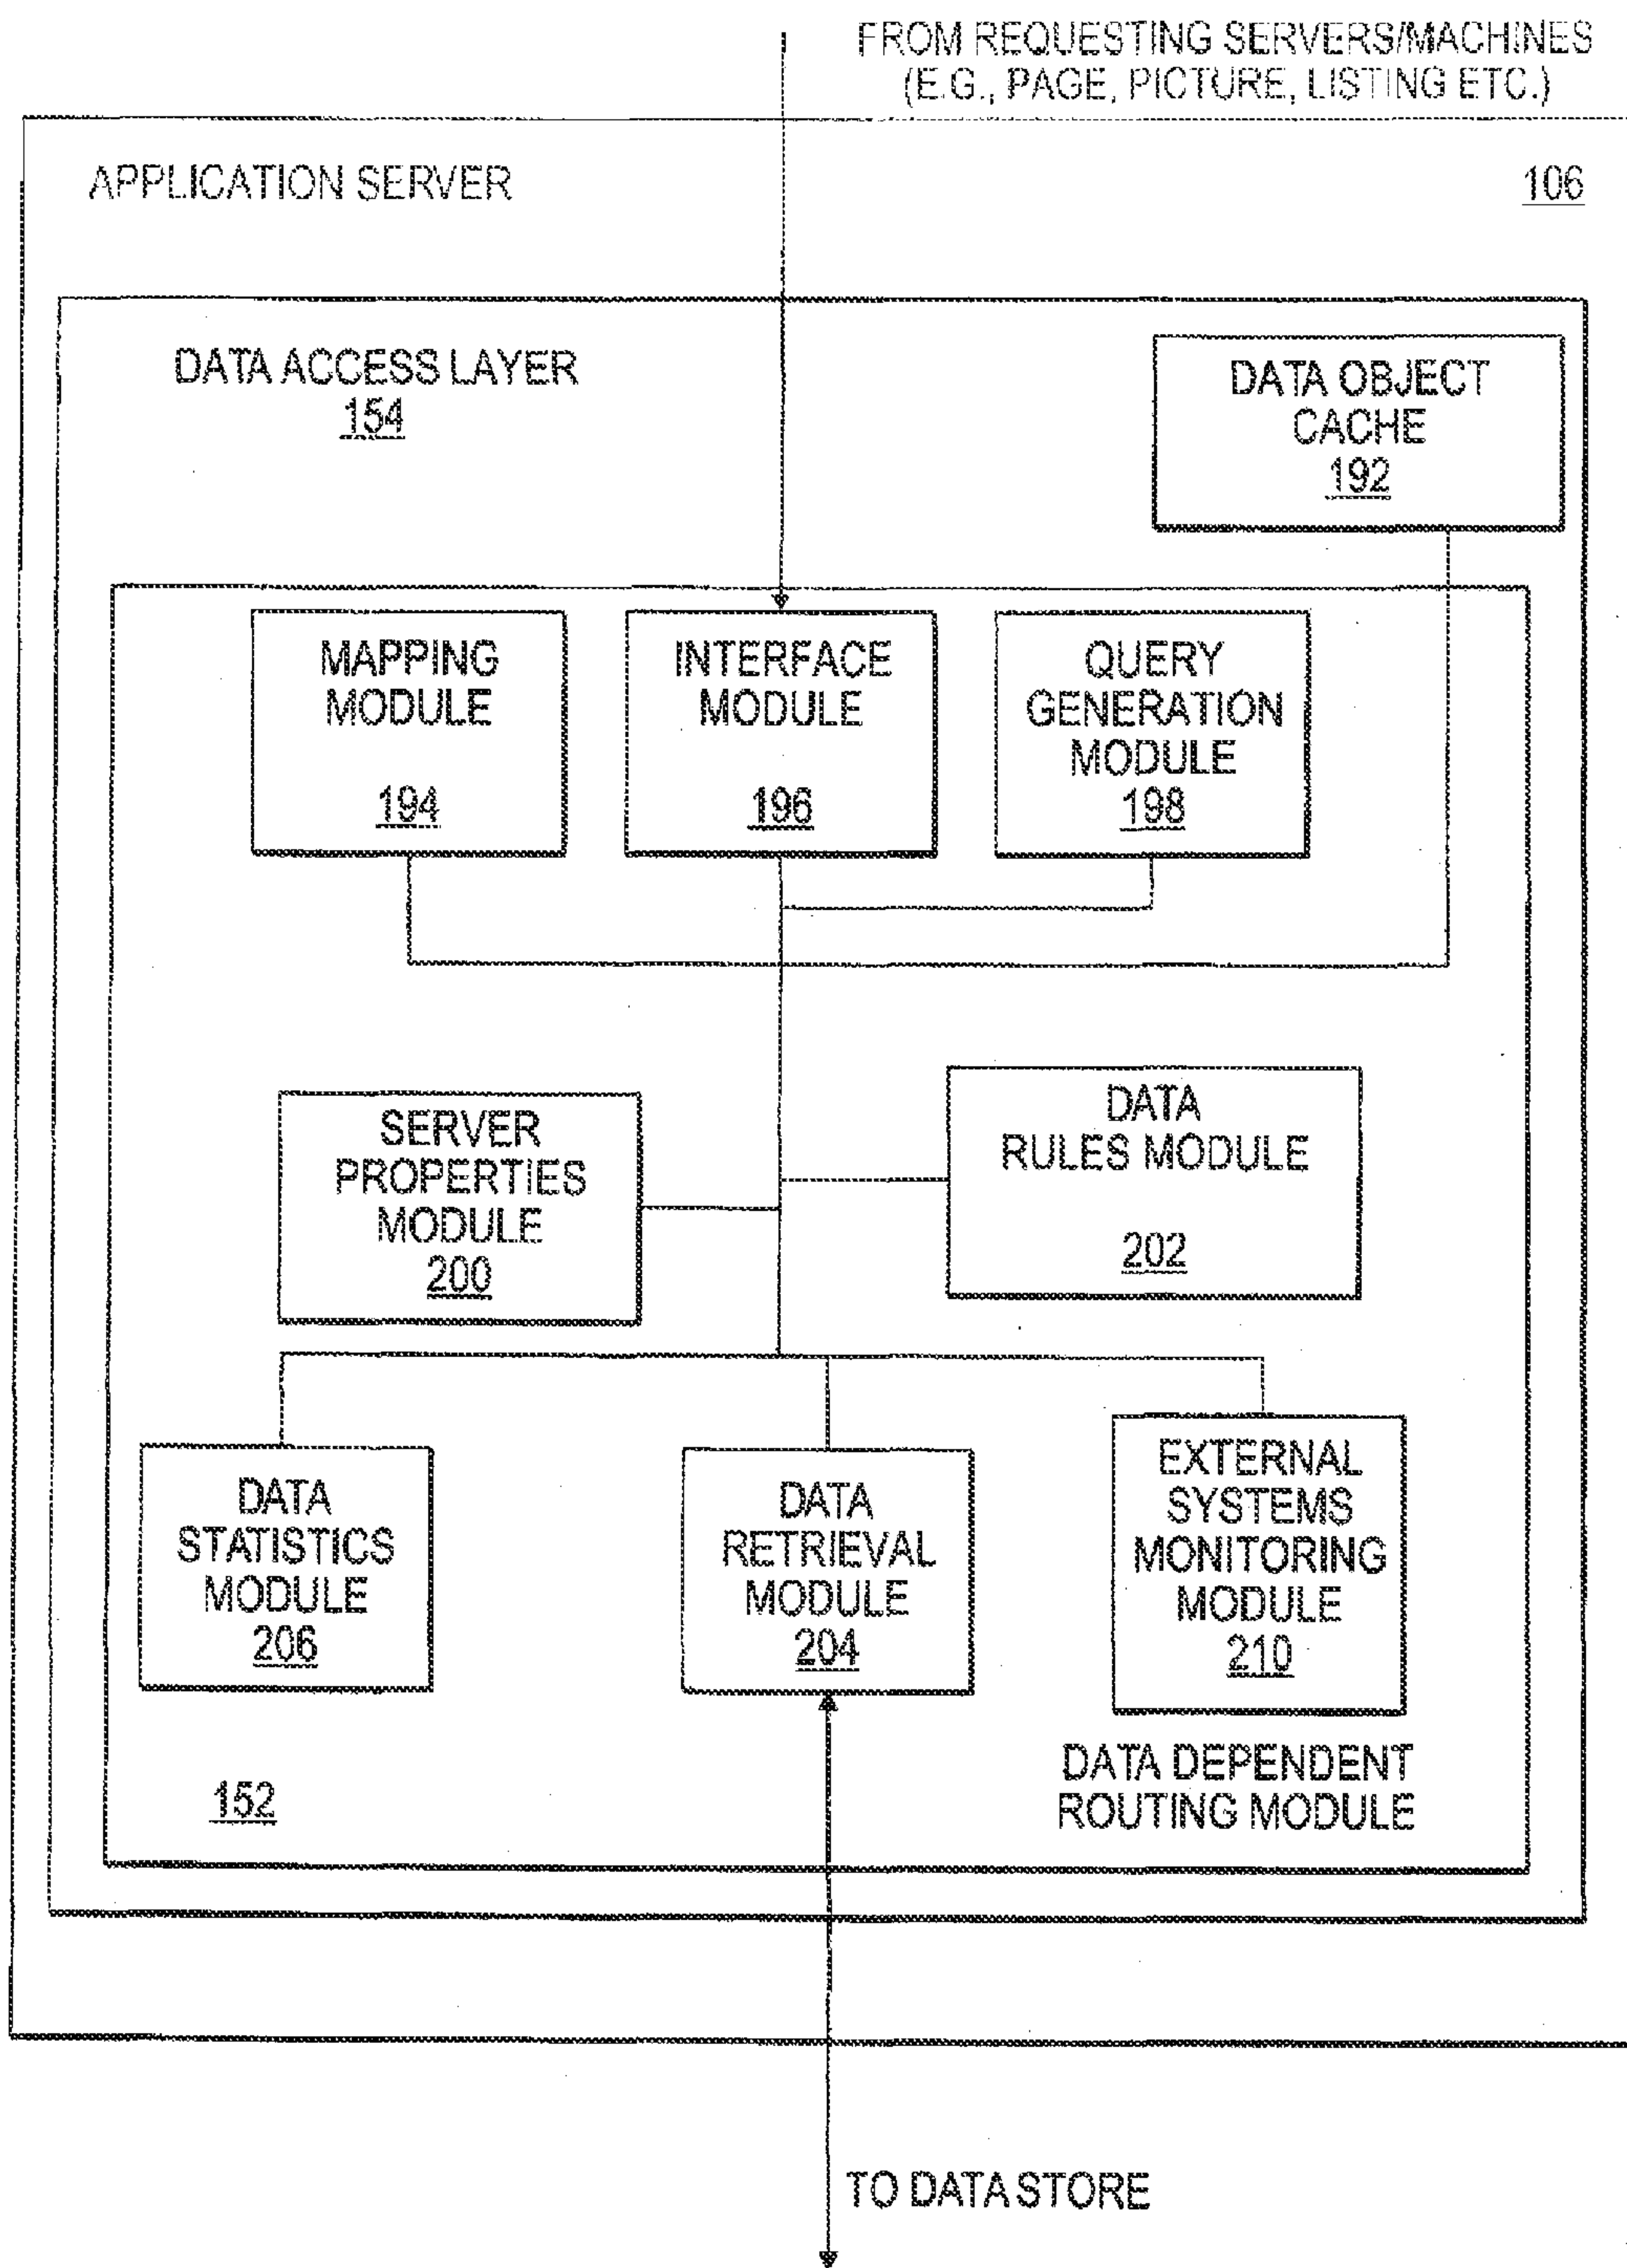 FROM REQUESTING SERVERS/MACHINES
(E.G., PAGE, PICTURE, LISTING ETC.)
APPLICATION SERVER
106
DATA ACCESS LAYER
154
DATA OBJECT
CACHE
192
MAPPING
MODULE
194
INTERFACE
MODULE
196
QUERY
GENERATION
MODULE
198
SERVER
PROPERTIES
MODULE
200
DATA
RULES MODULE
202
DATA
STATISTICS
MODULE
206
DATA
RETRIEVAL
MODULE
204
EXTERNAL
SYSTEMS
MONITORING
MODULE
210
152
DATA DEPENDENT
ROUTING MODULE
TO DATA STORE